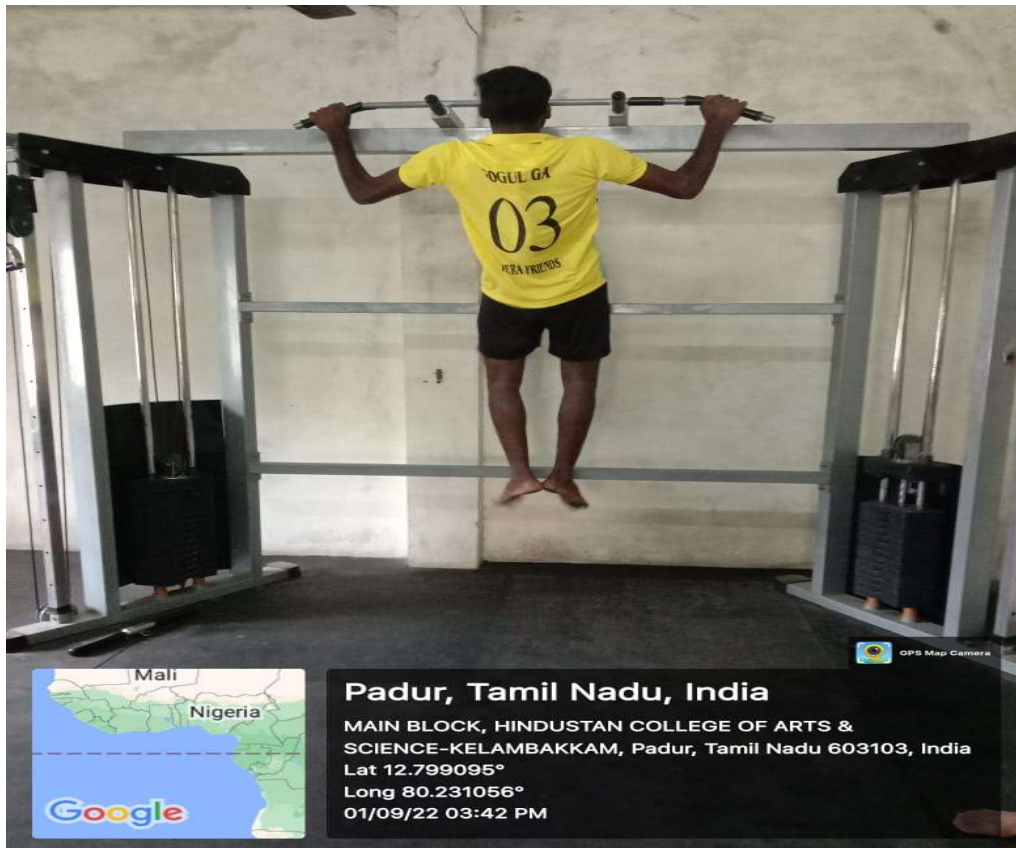 OGUL GA
03
ERA FRIENDS
GPS Map Camera
Mali
Nigeria
Google
Padur, Tamil Nadu, India
MAIN BLOCK, HINDUSTAN COLLEGE OF ARTS &
SCIENCE-KELAMBAKKAM, Padur, Tamil Nadu 603103, India
Lat 12.799095°
Long 80.231056°
01/09/22 03:42 PM